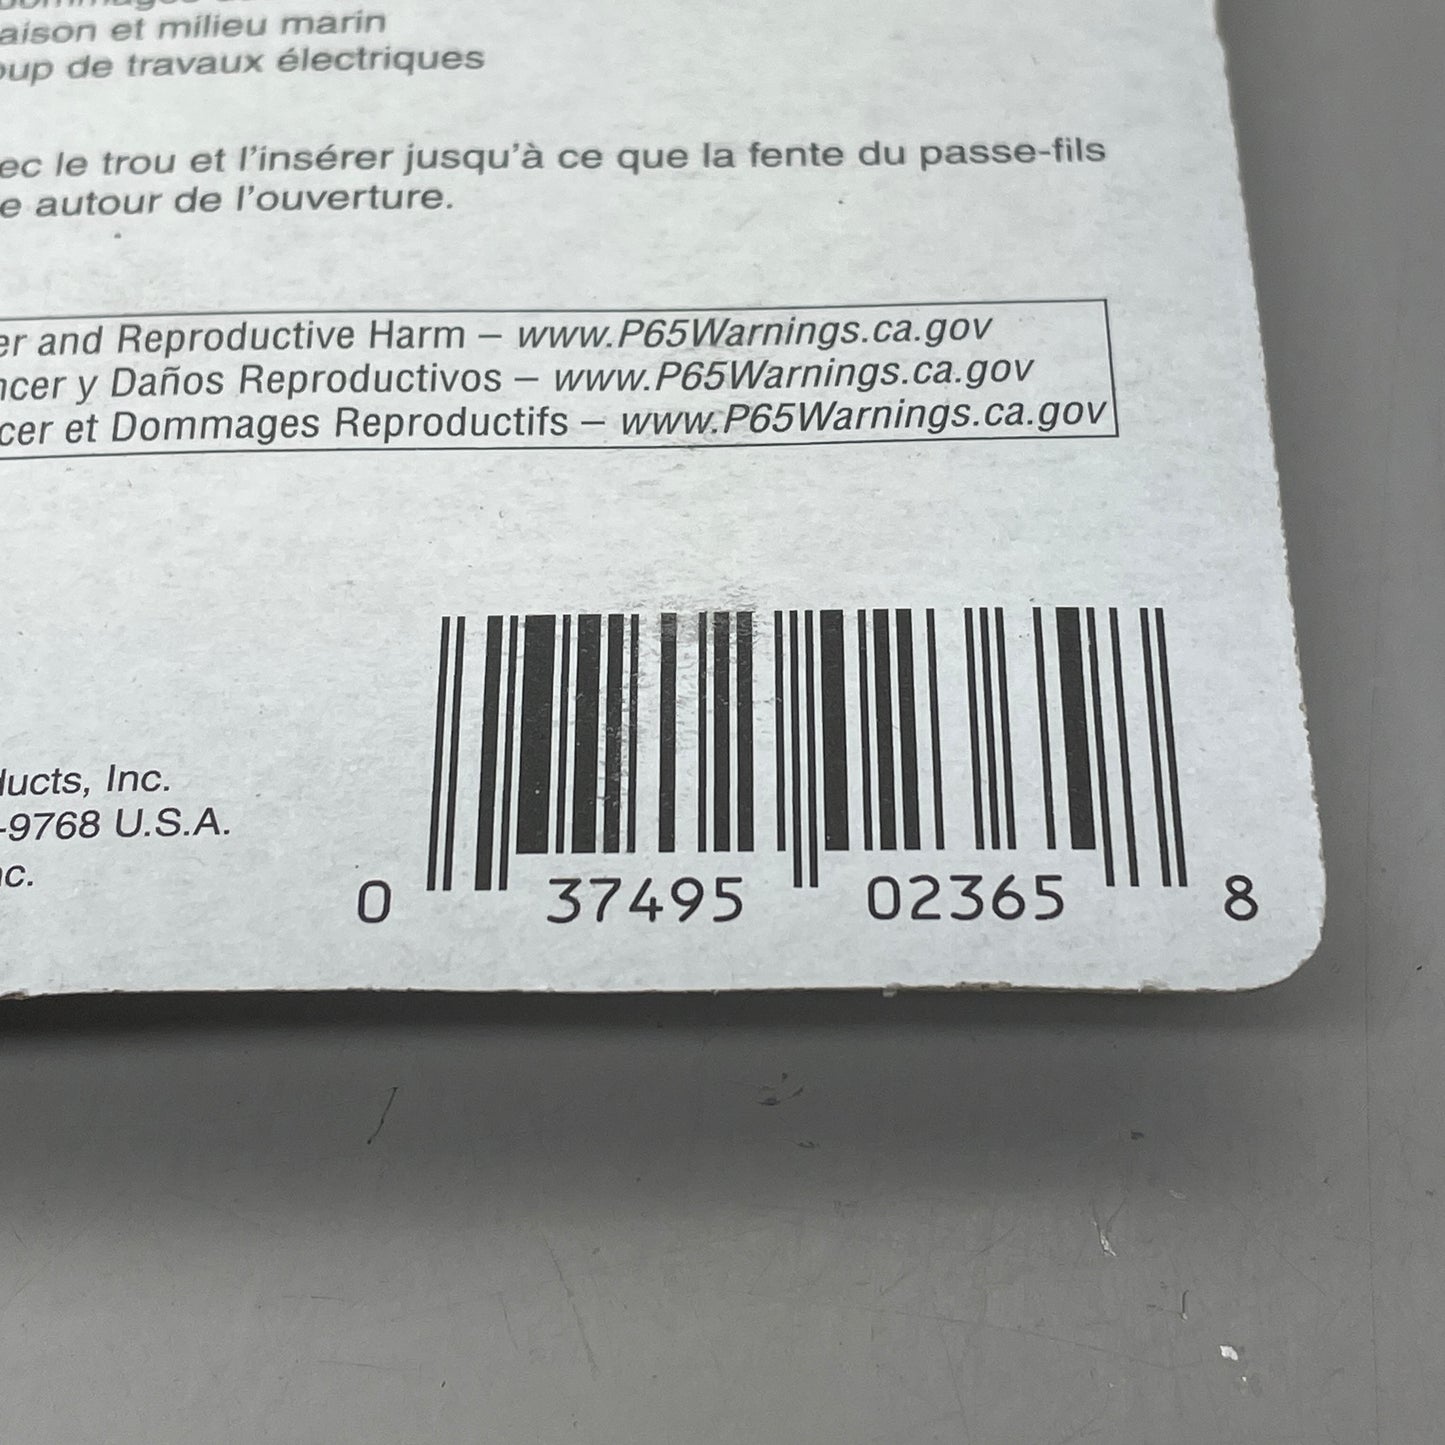 aison et milieu marin
oup de travaux électriques
ec le trou et l'insérer jusqu'à ce que la fente du passe-fils
e autour de l'ouverture.
er and Reproductive Harm – www.P65Warnings.ca.gov
ncer y Daños Reproductivos – www.P65Warnings.ca.gov
cer et Dommages Reproductifs – www.P65Warnings.ca.gov
ducts, Inc.
-9768 U.S.A.
nc.
0 37495 02365 8